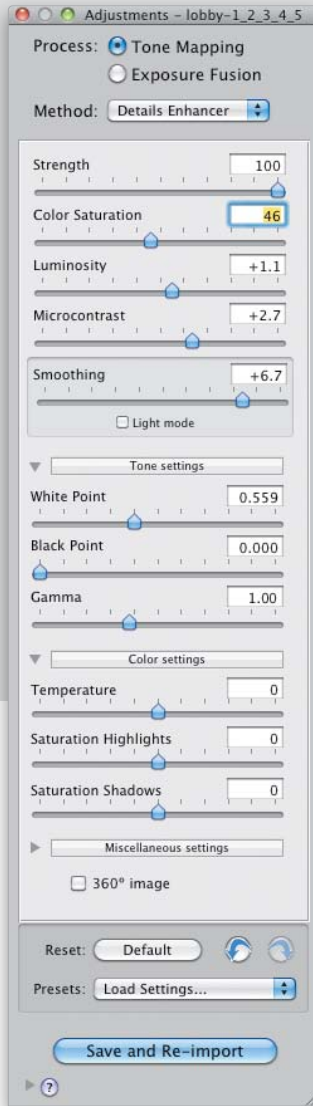 Adjustments – lobby-1_2_3_4_5
Process: Tone Mapping
Exposure Fusion
Method: Details Enhancer
Strength 100
Color Saturation 46
Luminosity +1.1
Microcontrast +2.7
Smoothing +6.7
Light mode
Tone settings
White Point 0.559
Black Point 0.000
Gamma 1.00
Color settings
Temperature 0
Saturation Highlights 0
Saturation Shadows 0
Miscellaneous settings
360° image
Reset: Default
Presets: Load Settings...
Save and Re-import
?